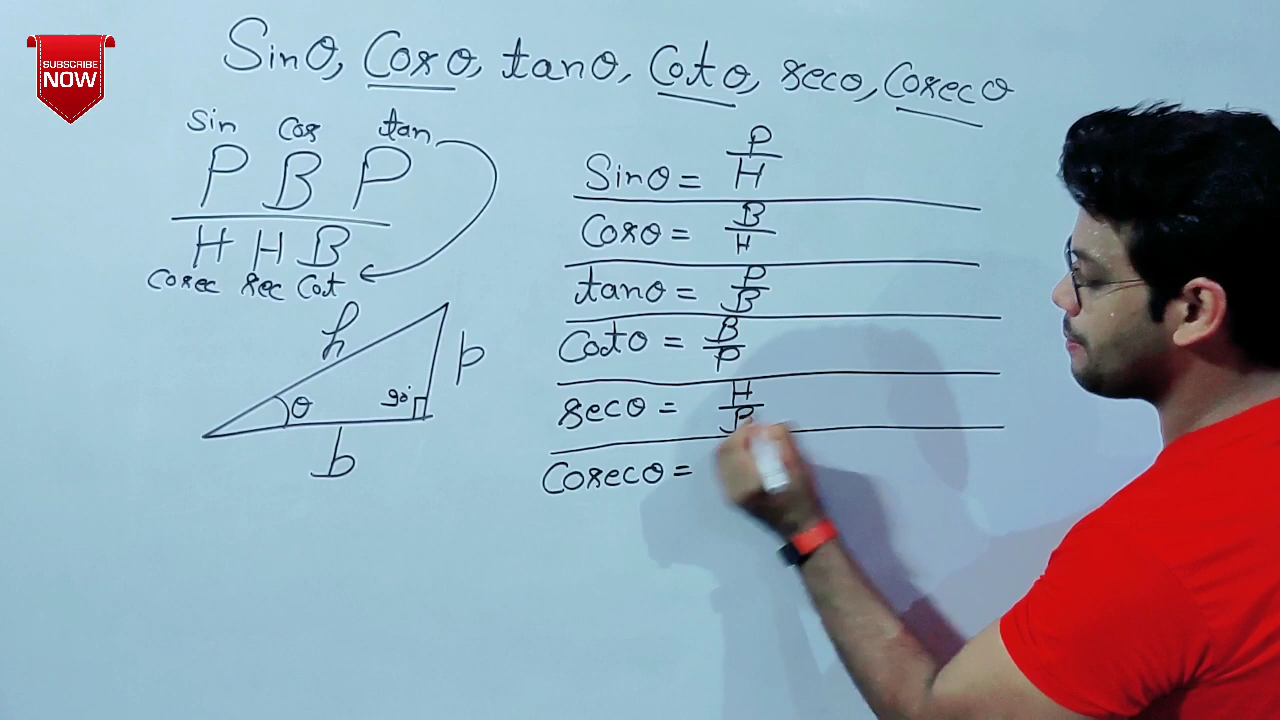 SUBSCRIBE
NOW
Sinθ, Cosθ, tanθ, Cotθ, secθ, Cosecθ
Sin Cos tan
P B P
H H B
Cosec sec Cot
h
p
θ
90°
b
Sinθ = P/H
Cosθ = B/H
tanθ = P/B
Cotθ = B/P
secθ = H/B
Cosecθ =